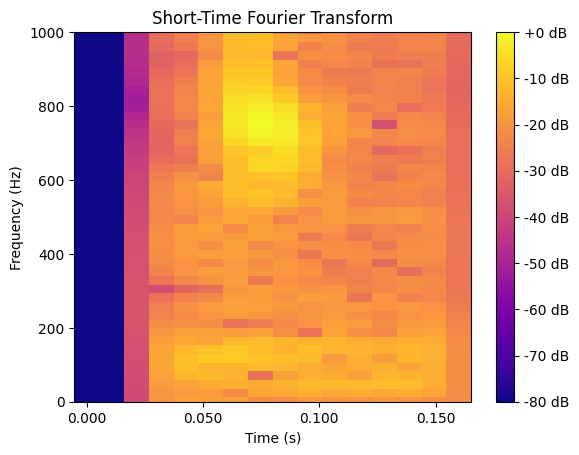 Short-Time Fourier Transform
1000
800
600
400
200
0
Frequency (Hz)
0.000
0.050
0.100
0.150
Time (s)
+0 dB
-10 dB
-20 dB
-30 dB
-40 dB
-50 dB
-60 dB
-70 dB
-80 dB